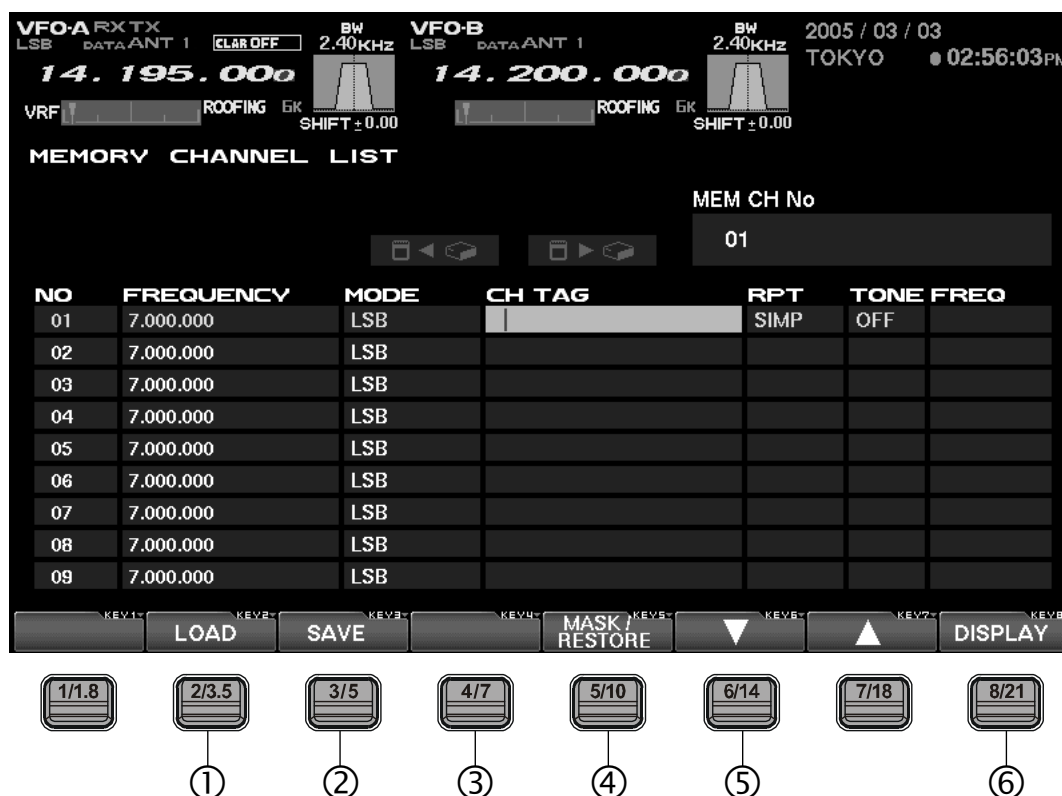 VFO-A RX TX
LSB DATA ANT 1 CLAR OFF
BW
2.40KHZ
14.195.000
VRF
ROOFING 6K
SHIFT±0.00
VFO-B
LSB DATA ANT 1
BW
2.40KHZ
14.200.000
ROOFING 6K
SHIFT±0.00
2005 / 03 / 03
TOKYO 02:56:03PM
MEMORY CHANNEL LIST
MEM CH No
01
NO FREQUENCY MODE CH TAG RPT TONE FREQ
01 7.000.000 LSB SIMP OFF
02 7.000.000 LSB
03 7.000.000 LSB
04 7.000.000 LSB
05 7.000.000 LSB
06 7.000.000 LSB
07 7.000.000 LSB
08 7.000.000 LSB
09 7.000.000 LSB
KEY1 KEY2 KEY3 KEY4 KEY5 KEY6 KEY7 KEY8
LOAD SAVE MASK / RESTORE ▼ ▲ DISPLAY
1/1.8 2/3.5 3/5 4/7 5/10 6/14 7/18 8/21
① ② ③ ④ ⑤ ⑥